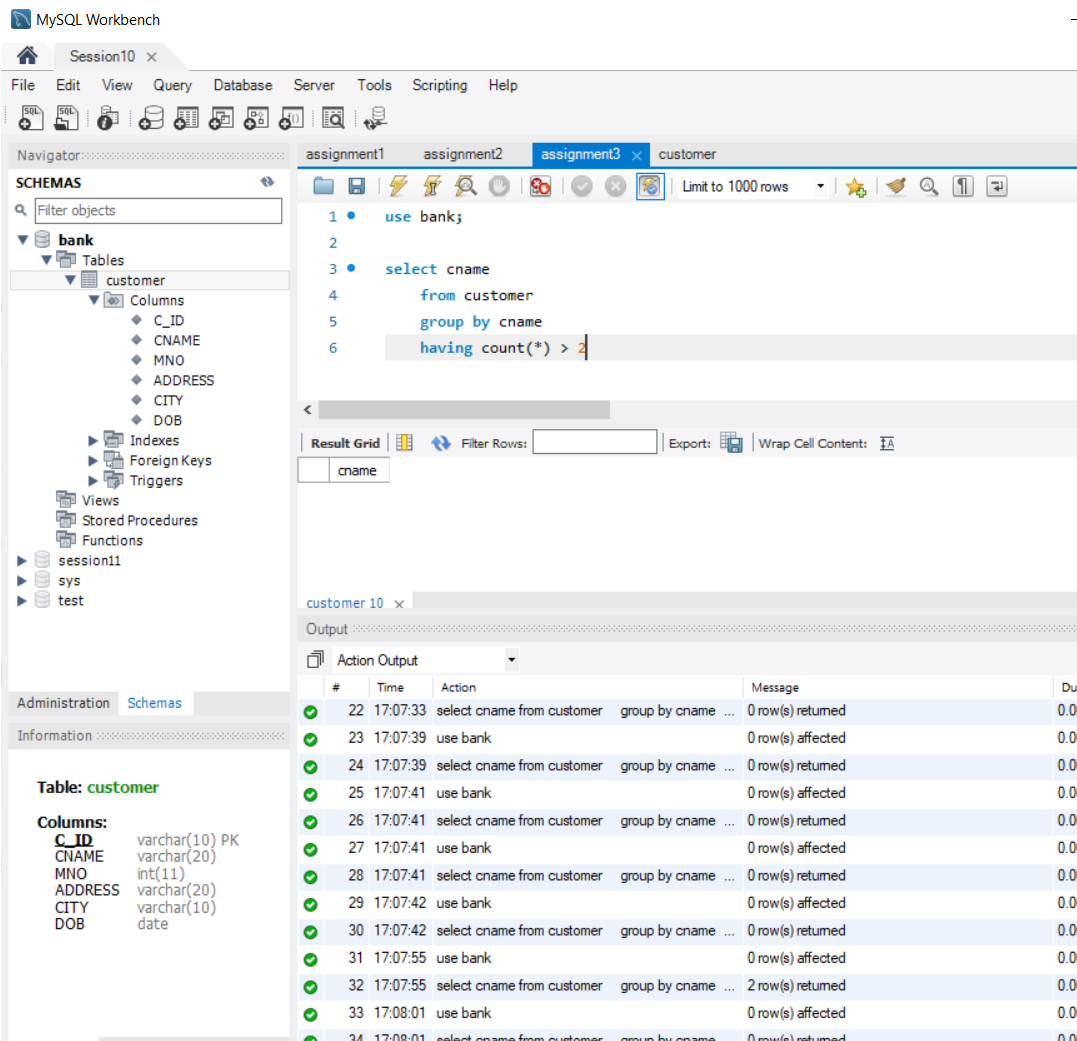 MySQL Workbench
Session10
File Edit View Query Database Server Tools Scripting Help
SQL SQL
Navigator
SCHEMAS
Filter objects
bank
Tables
customer
Columns
C_ID
CNAME
MNO
ADDRESS
CITY
DOB
Indexes
Foreign Keys
Triggers
Views
Stored Procedures
Functions
session11
sys
test
Administration Schemas
Information
Table: customer
Columns:
C_ID varchar(10) PK
CNAME varchar(20)
MNO int(11)
ADDRESS varchar(20)
CITY varchar(10)
DOB date
assignment1 assignment2 assignment3 customer
Limit to 1000 rows
1 use bank;
2
3 select cname
4 from customer
5 group by cname
6 having count(*) > 2
Result Grid Filter Rows: Export: Wrap Cell Content:
cname
customer 10
Output
Action Output
# Time Action Message Du
22 17:07:33 select cname from customer group by cname ... 0 row(s) returned 0.0
23 17:07:39 use bank 0 row(s) affected 0.0
24 17:07:39 select cname from customer group by cname ... 0 row(s) returned 0.0
25 17:07:41 use bank 0 row(s) affected 0.0
26 17:07:41 select cname from customer group by cname ... 0 row(s) returned 0.0
27 17:07:41 use bank 0 row(s) affected 0.0
28 17:07:41 select cname from customer group by cname ... 0 row(s) returned 0.0
29 17:07:42 use bank 0 row(s) affected 0.0
30 17:07:42 select cname from customer group by cname ... 0 row(s) returned 0.0
31 17:07:55 use bank 0 row(s) affected 0.0
32 17:07:55 select cname from customer group by cname ... 2 row(s) returned 0.0
33 17:08:01 use bank 0 row(s) affected 0.0
34 17:08:01 select cname from customer group by cname ... 0 row(s) returned 0.0